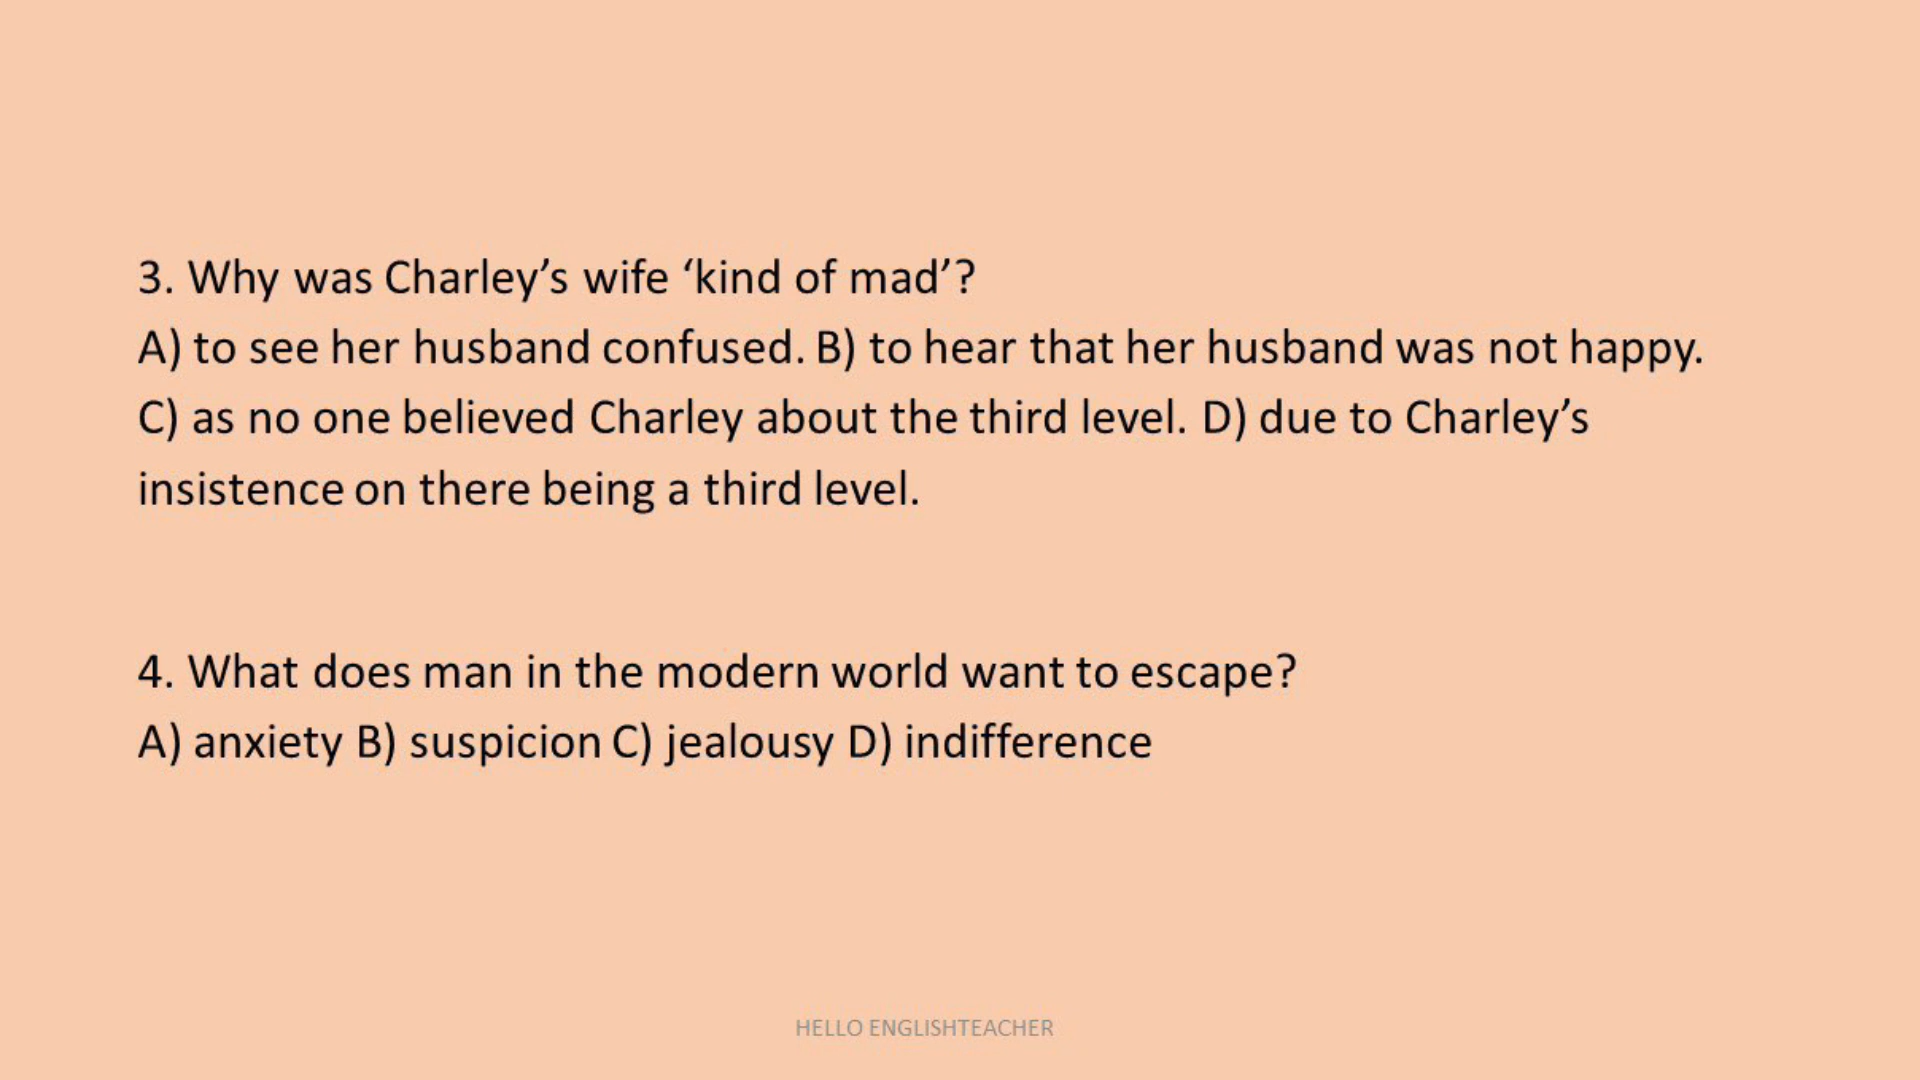 3. Why was Charley’s wife ‘kind of mad’?
A) to see her husband confused. B) to hear that her husband was not happy.
C) as no one believed Charley about the third level. D) due to Charley’s
insistence on there being a third level.
4. What does man in the modern world want to escape?
A) anxiety B) suspicion C) jealousy D) indifference
HELLO ENGLISHTEACHER